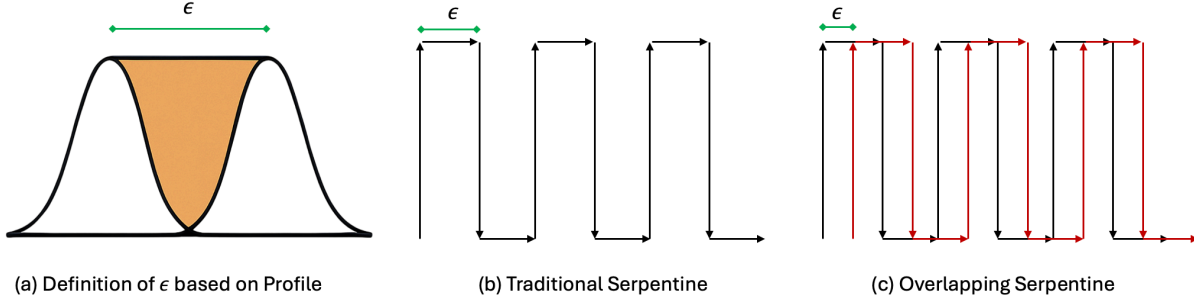 ϵ
ϵ
ϵ
(a) Definition of ϵ based on Profile
(b) Traditional Serpentine
(c) Overlapping Serpentine